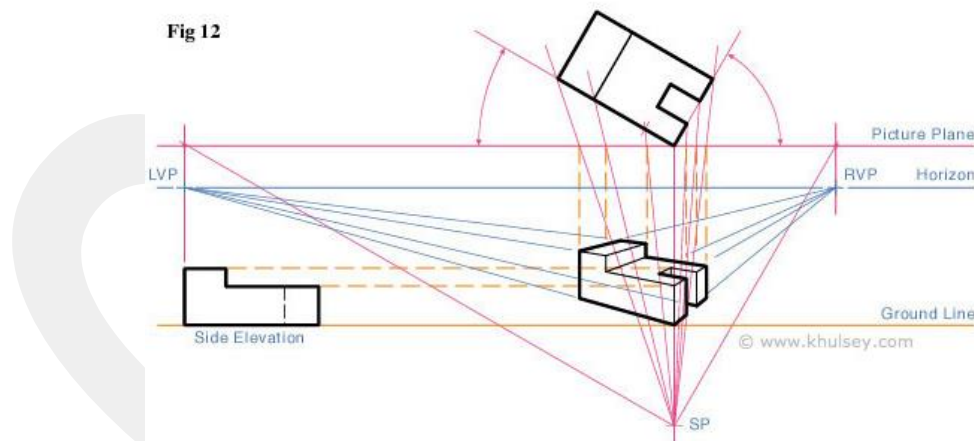 Fig 12
Picture Plane
LVP
RVP
Horizon
Ground Line
Side Elevation
© www.khulsey.com
SP